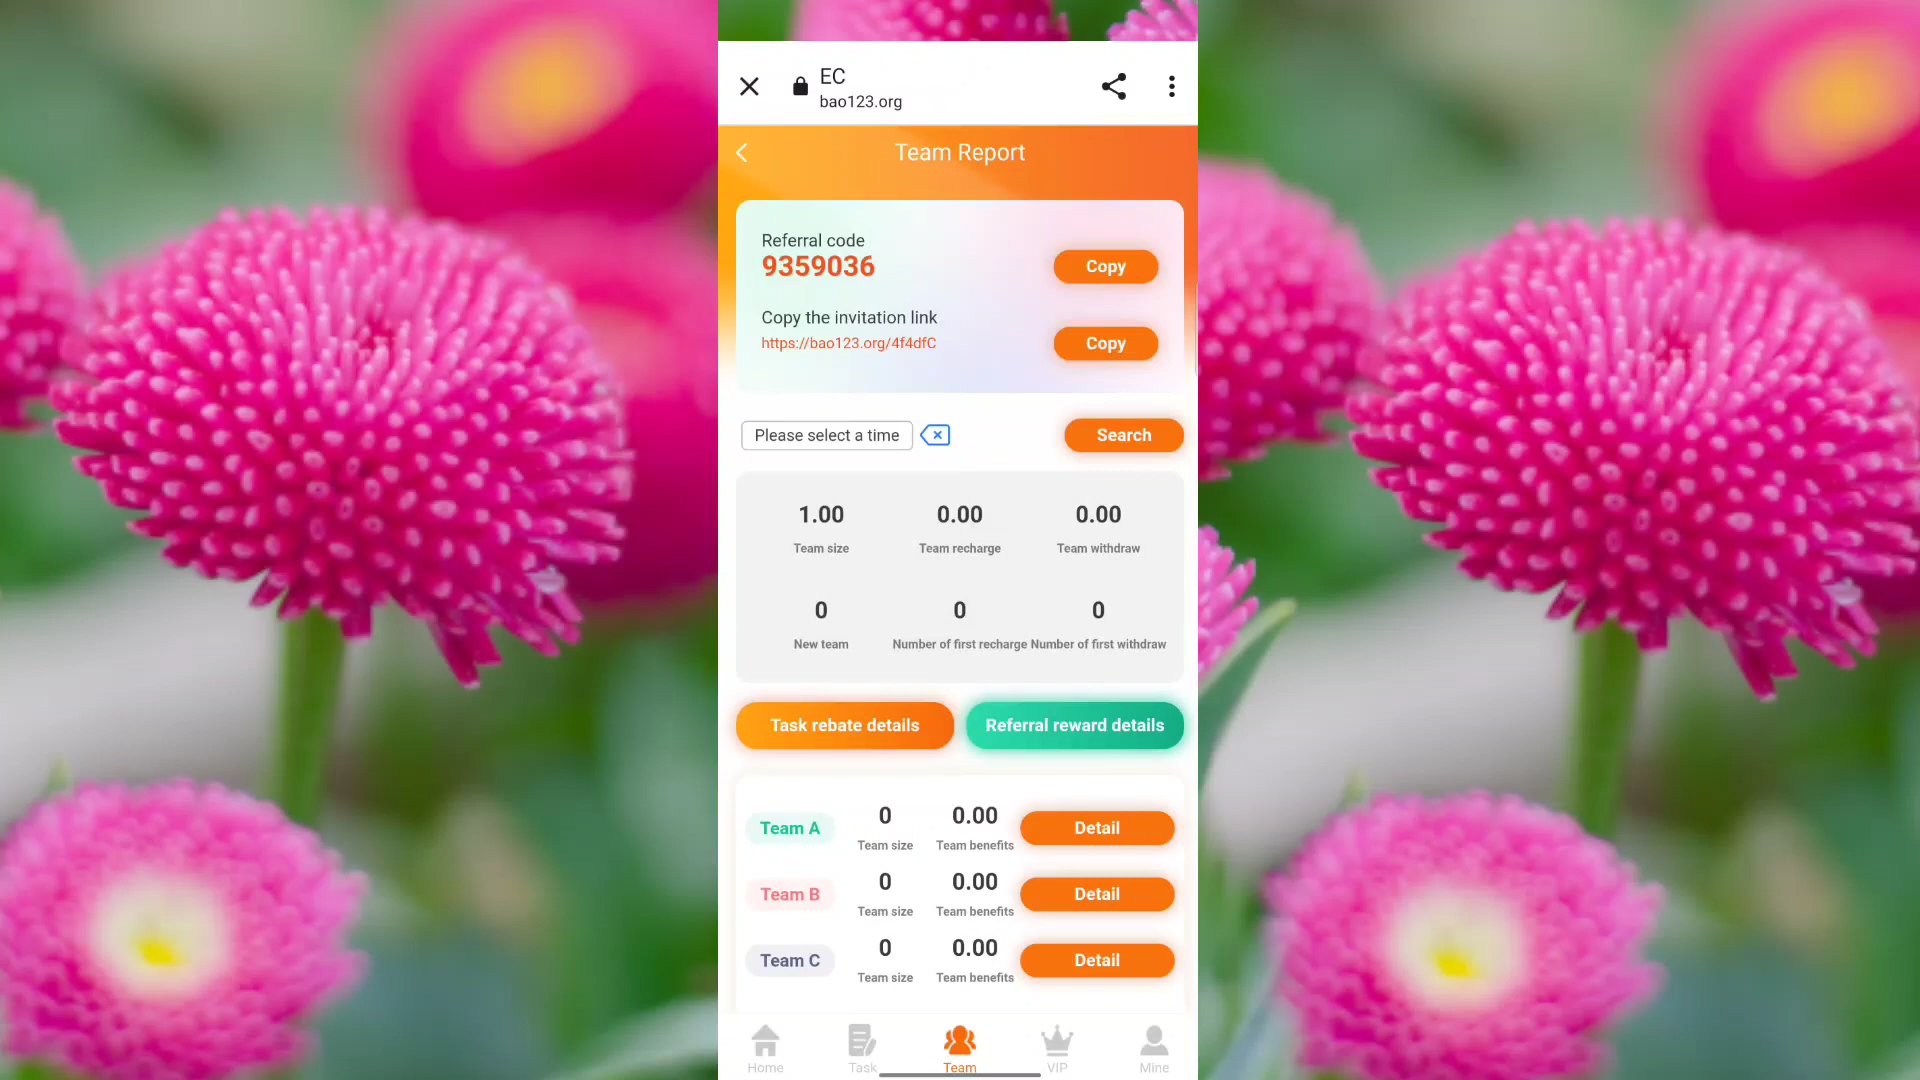 EC
bao123.org
Team Report
Referral code
9359036
Copy
Copy the invitation link
https://bao123.org/4f4dfC
Copy
Please select a time
Search
1.00 0.00 0.00
Team size Team recharge Team withdraw
0 0 0
New team Number of first recharge Number of first withdraw
Task rebate details Referral reward details
Team A 0 0.00 Detail
Team size Team benefits
Team B 0 0.00 Detail
Team size Team benefits
Team C 0 0.00 Detail
Team size Team benefits
Home Task Team VIP Mine